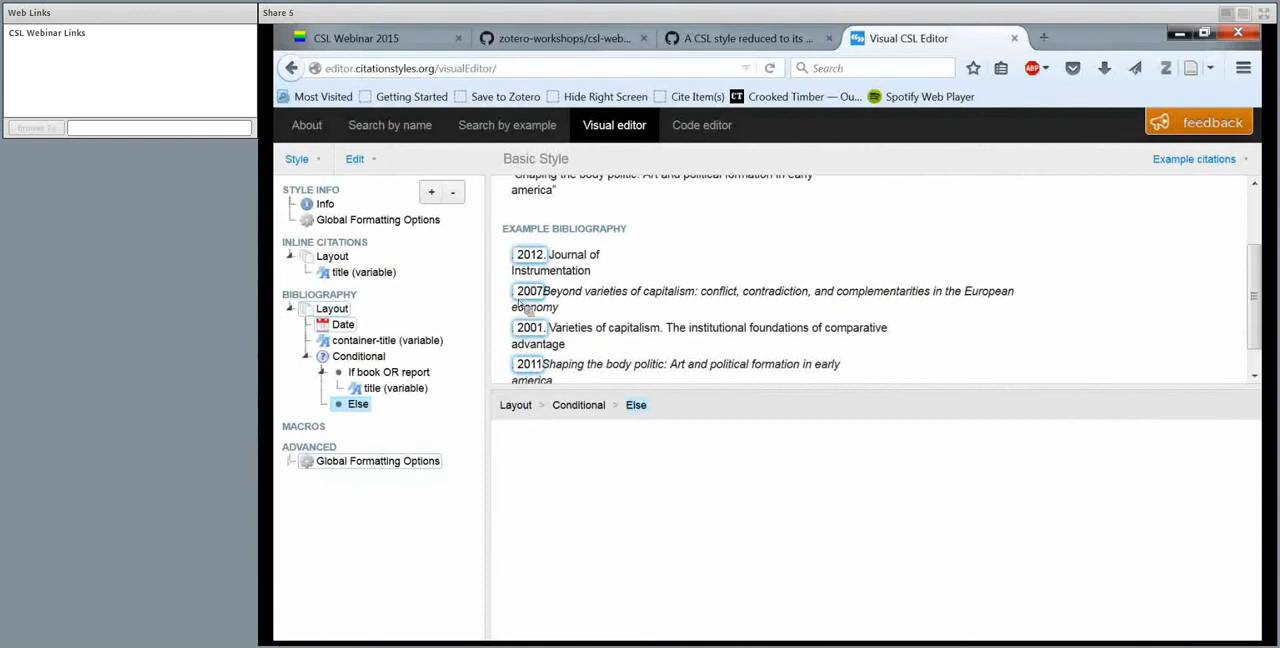 Web Links
CSL Webinar Links
Browse To
Share 5
CSL Webinar 2015
zotero-workshops/csl-web...
A CSL style reduced to its ...
Visual CSL Editor
editor.citationstyles.org/visualEditor/
Search
ABP
Most Visited
Getting Started
Save to Zotero
Hide Right Screen
Cite Item(s)
CT Crooked Timber — Ou...
Spotify Web Player
About
Search by name
Search by example
Visual editor
Code editor
feedback
Style
Edit
Basic Style
Example citations
STYLE INFO
+
-
Info
Global Formatting Options
INLINE CITATIONS
Layout
title (variable)
BIBLIOGRAPHY
Layout
Date
container-title (variable)
Conditional
If book OR report
title (variable)
Else
MACROS
ADVANCED
Global Formatting Options
"Shaping the body politic: Art and political formation in early
america"
EXAMPLE BIBLIOGRAPHY
. 2012. Journal of
Instrumentation
. 2007Beyond varieties of capitalism: conflict, contradiction, and complementarities in the European
economy
. 2001. Varieties of capitalism. The institutional foundations of comparative
advantage
. 2011Shaping the body politic: Art and political formation in early
america
Layout > Conditional > Else